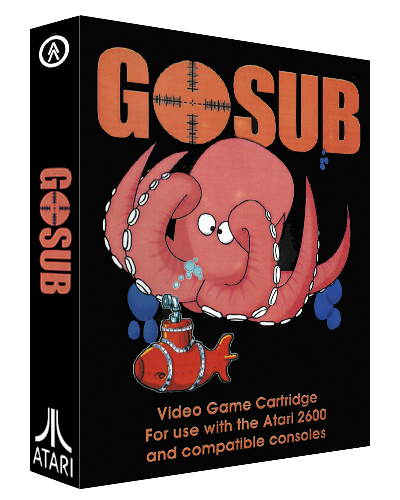 GOSUB
GOSUB
ATARI
Video Game Cartridge
For use with the Atari 2600
and compatible consoles